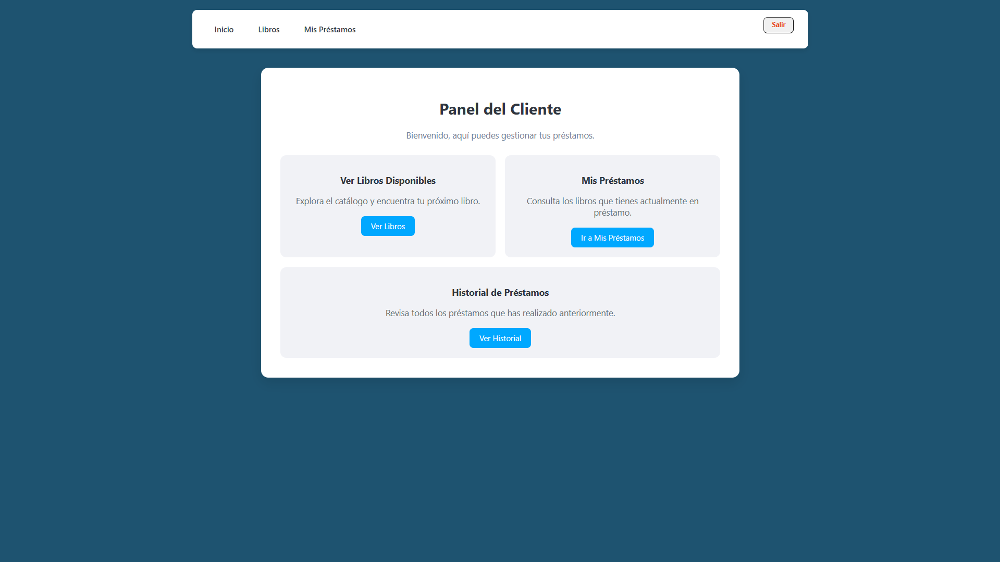 Inicio Libros Mis Préstamos Salir
Panel del Cliente
Bienvenido, aquí puedes gestionar tus préstamos.
Ver Libros Disponibles
Explora el catálogo y encuentra tu próximo libro.
Ver Libros
Mis Préstamos
Consulta los libros que tienes actualmente en
préstamo.
Ir a Mis Préstamos
Historial de Préstamos
Revisa todos los préstamos que has realizado anteriormente.
Ver Historial